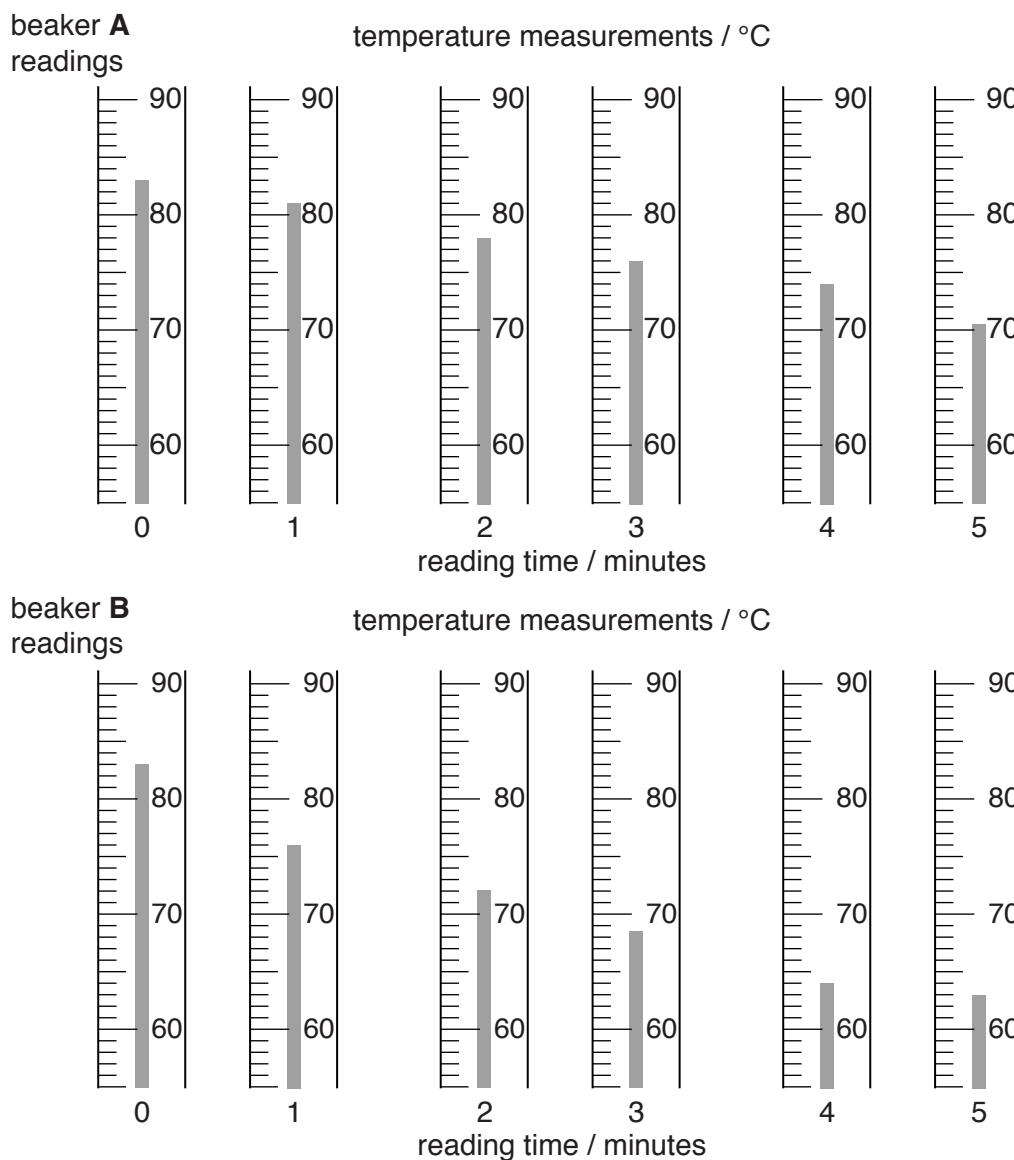 beaker A
readings
temperature measurements / °C
90 90 90 90 90 90
80 80 80 80 80 80
70 70 70 70 70 70
60 60 60 60 60 60
0 1 2 3 4 5
reading time / minutes
beaker B
readings
temperature measurements / °C
90 90 90 90 90 90
80 80 80 80 80 80
70 70 70 70 70 70
60 60 60 60 60 60
0 1 2 3 4 5
reading time / minutes